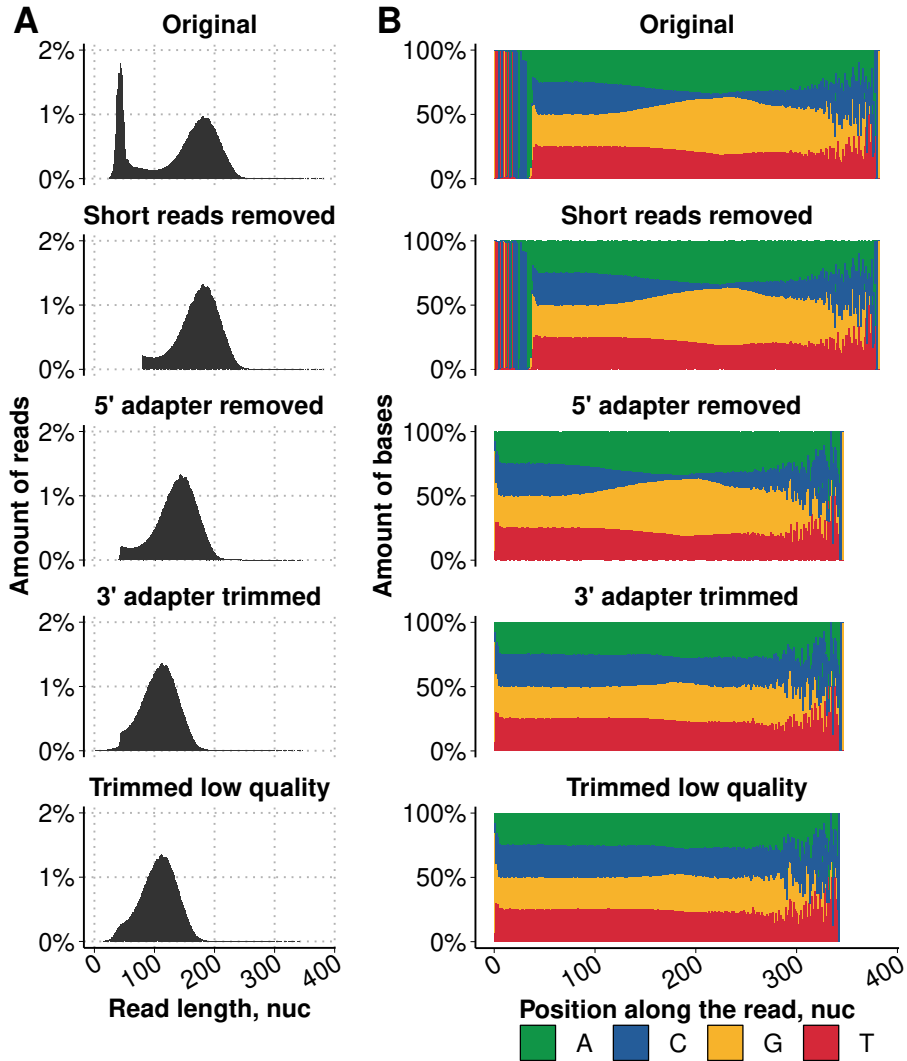 A
Original
2%
1%
0%
Short reads removed
2%
1%
0%
5' adapter removed
2%
1%
0%
3' adapter trimmed
2%
1%
0%
Trimmed low quality
2%
1%
0%
0 100 200 300 400
Read length, nuc
Amount of reads
B
Original
100%
50%
0%
Short reads removed
100%
50%
0%
5' adapter removed
100%
50%
0%
3' adapter trimmed
100%
50%
0%
Trimmed low quality
100%
50%
0%
0 100 200 300 400
Position along the read, nuc
Amount of bases
A C G T